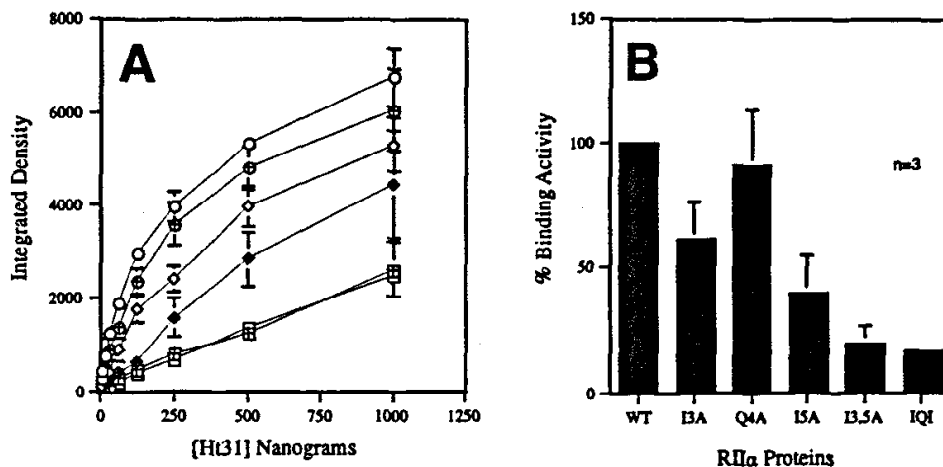 A
Integrated Density
8000
6000
4000
2000
0
0 250 500 750 1000 1250
[Ht31] Nanograms
B
% Binding Activity
150
100
50
0
n=3
WT I3A Q4A I5A I3,5A IQI
RIIα Proteins